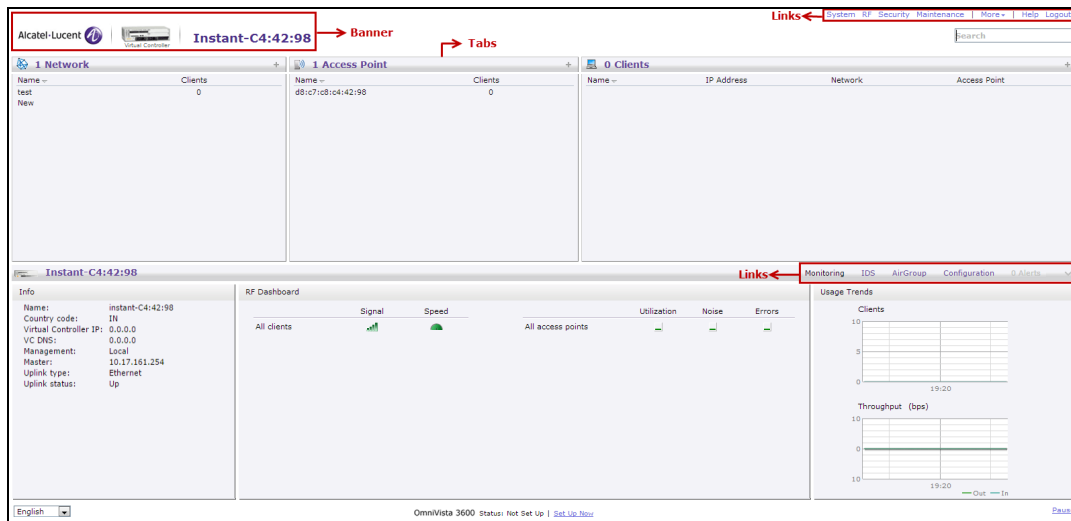 Links
System RF Security Maintenance | More | Help Logout
Alcatel·Lucent
Virtual Controller
Instant-C4:42:98
Banner
Tabs
Search
1 Network +
Name Clients
test 0
New
1 Access Point +
Name Clients
d8:c7:c8:c4:42:98 0
0 Clients +
Name IP Address Network Access Point
Instant-C4:42:98
Links
Monitoring IDS AirGroup Configuration 0 Alerts
Info
Name: instant-C4:42:98
Country code: IN
Virtual Controller IP: 0.0.0.0
VC DNS: 0.0.0.0
Management: Local
Master: 10.17.161.254
Uplink type: Ethernet
Uplink status: Up
RF Dashboard
Signal Speed
All clients
Utilization Noise Errors
All access points
Usage Trends
Clients
10
5
0
19:20
Throughput (bps)
10
0
10
19:20
Out In
English
OmniVista 3600 Status: Not Set Up | Set Up Now
Paus